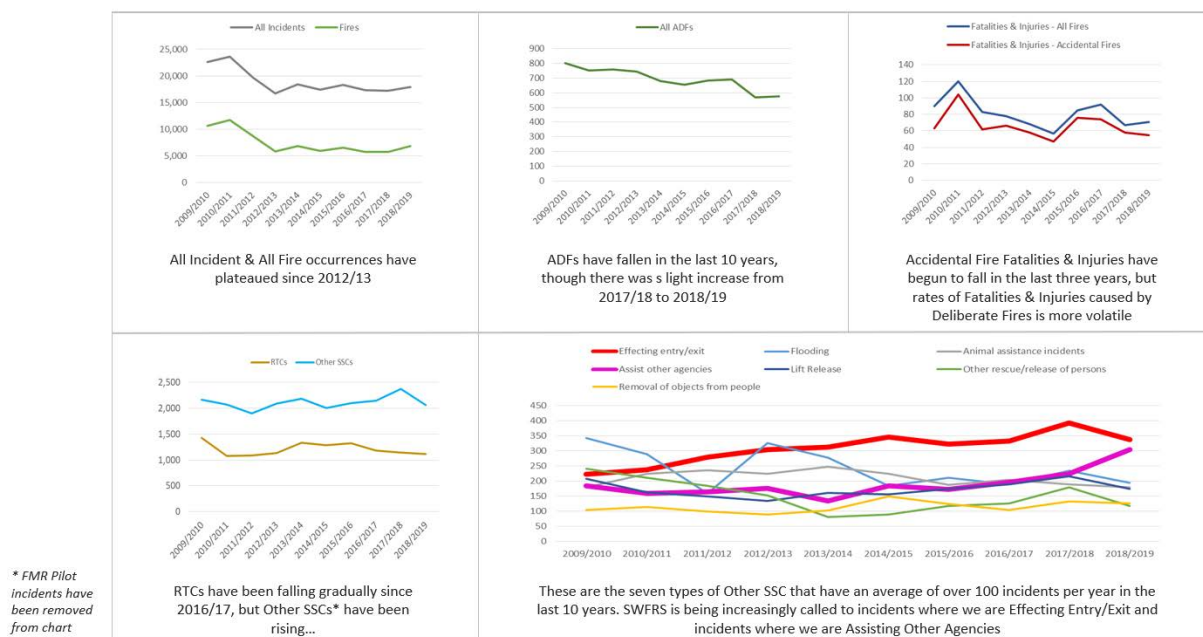 All Incidents Fires
25,000
20,000
15,000
10,000
5,000
0
2009/2010
2010/2011
2011/2012
2012/2013
2013/2014
2014/2015
2015/2016
2016/2017
2017/2018
2018/2019
All Incident & All Fire occurrences have
plateaued since 2012/13
All ADFs
900
800
700
600
500
400
300
200
100
0
2009/2010
2010/2011
2011/2012
2012/2013
2013/2014
2014/2015
2015/2016
2016/2017
2017/2018
2018/2019
ADFs have fallen in the last 10 years,
though there was s light increase from
2017/18 to 2018/19
Fatalities & Injuries - All Fires
Fatalities & Injuries - Accidental Fires
140
120
100
80
60
40
20
0
2009/2010
2010/2011
2011/2012
2012/2013
2013/2014
2014/2015
2015/2016
2016/2017
2017/2018
2018/2019
Accidental Fire Fatalities & Injuries have
begun to fall in the last three years, but
rates of Fatalities & Injuries caused by
Deliberate Fires is more volatile
RTCs Other SSCs
2,500
2,000
1,500
1,000
500
0
2009/2010
2010/2011
2011/2012
2012/2013
2013/2014
2014/2015
2015/2016
2016/2017
2017/2018
2018/2019
RTCs have been falling gradually since
2016/17, but Other SSCs* have been
rising...
* FMR Pilot
incidents have
been removed
from chart
Effecting entry/exit Flooding Animal assistance incidents
Assist other agencies Lift Release Other rescue/release of persons
Removal of objects from people
450
400
350
300
250
200
150
100
50
0
2009/2010 2010/2011 2011/2012 2012/2013 2013/2014 2014/2015 2015/2016 2016/2017 2017/2018 2018/2019
These are the seven types of Other SSC that have an average of over 100 incidents per year in the
last 10 years. SWFRS is being increasingly called to incidents where we are Effecting Entry/Exit and
incidents where we are Assisting Other Agencies